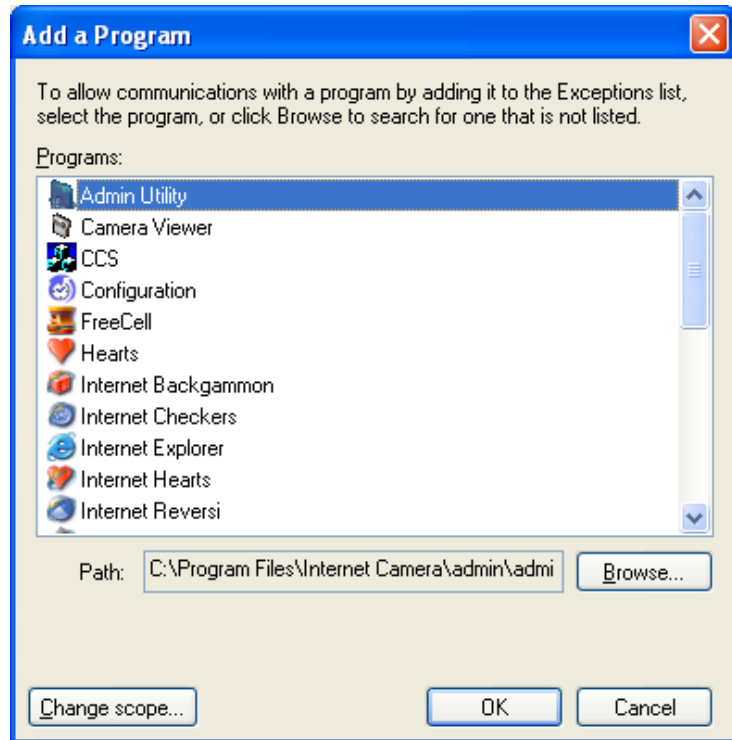 Add a Program
To allow communications with a program by adding it to the Exceptions list,
select the program, or click Browse to search for one that is not listed.
Programs:
Admin Utility
Camera Viewer
CCS
Configuration
FreeCell
Hearts
Internet Backgammon
Internet Checkers
Internet Explorer
Internet Hearts
Internet Reversi
Path: C:\Program Files\Internet Camera\admin\admi Browse...
Change scope... OK Cancel